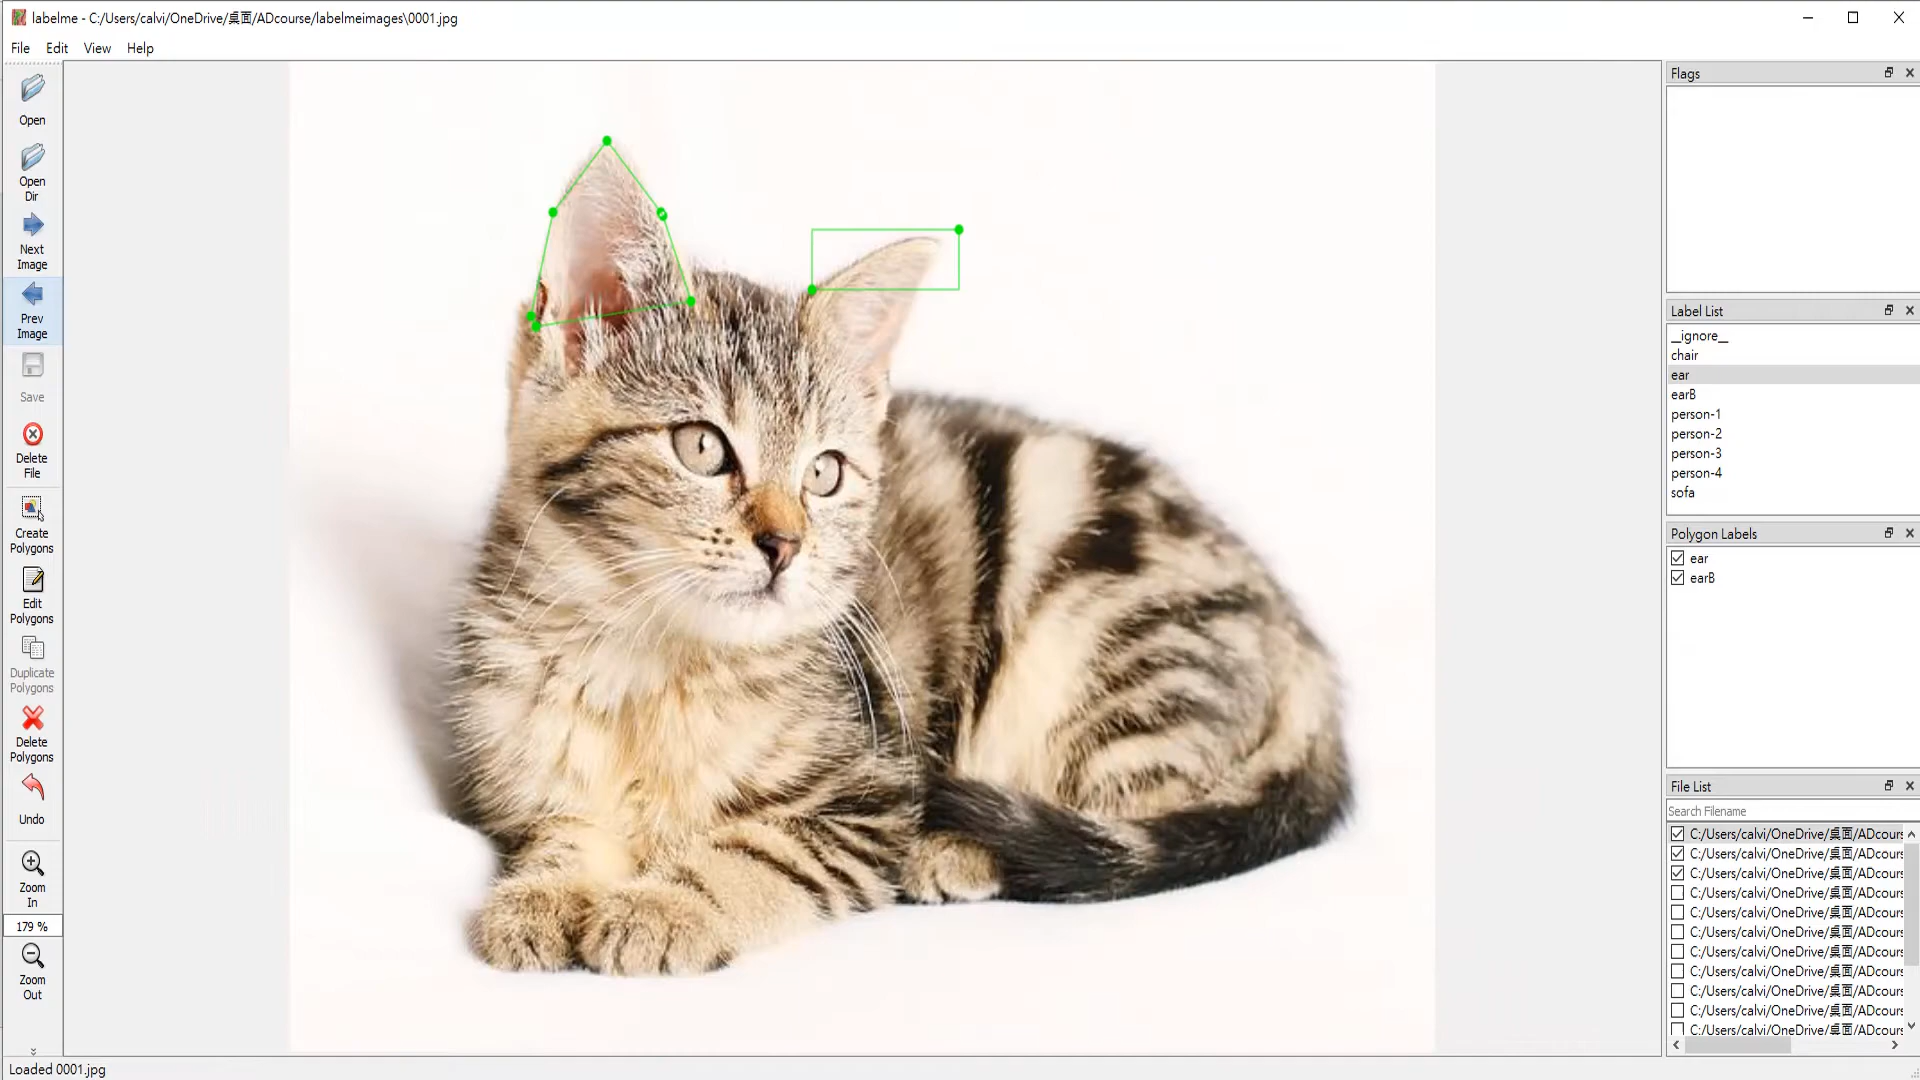 labelme - C:/Users/calvi/OneDrive/桌面/ADcourse/labelmeimages\0001.jpg
File Edit View Help
Open
Open
Dir
Next
Image
Prev
Image
Save
Delete
File
Create
Polygons
Edit
Polygons
Duplicate
Polygons
Delete
Polygons
Undo
Zoom
In
179 %
Zoom
Out
Flags
Label List
__ignore__
chair
ear
earB
person-1
person-2
person-3
person-4
sofa
Polygon Labels
ear
earB
File List
Search Filename
C:/Users/calvi/OneDrive/桌面/ADcours
C:/Users/calvi/OneDrive/桌面/ADcours
C:/Users/calvi/OneDrive/桌面/ADcours
C:/Users/calvi/OneDrive/桌面/ADcours
C:/Users/calvi/OneDrive/桌面/ADcours
C:/Users/calvi/OneDrive/桌面/ADcours
C:/Users/calvi/OneDrive/桌面/ADcours
C:/Users/calvi/OneDrive/桌面/ADcours
C:/Users/calvi/OneDrive/桌面/ADcours
C:/Users/calvi/OneDrive/桌面/ADcours
C:/Users/calvi/OneDrive/桌面/ADcours
Loaded 0001.jpg